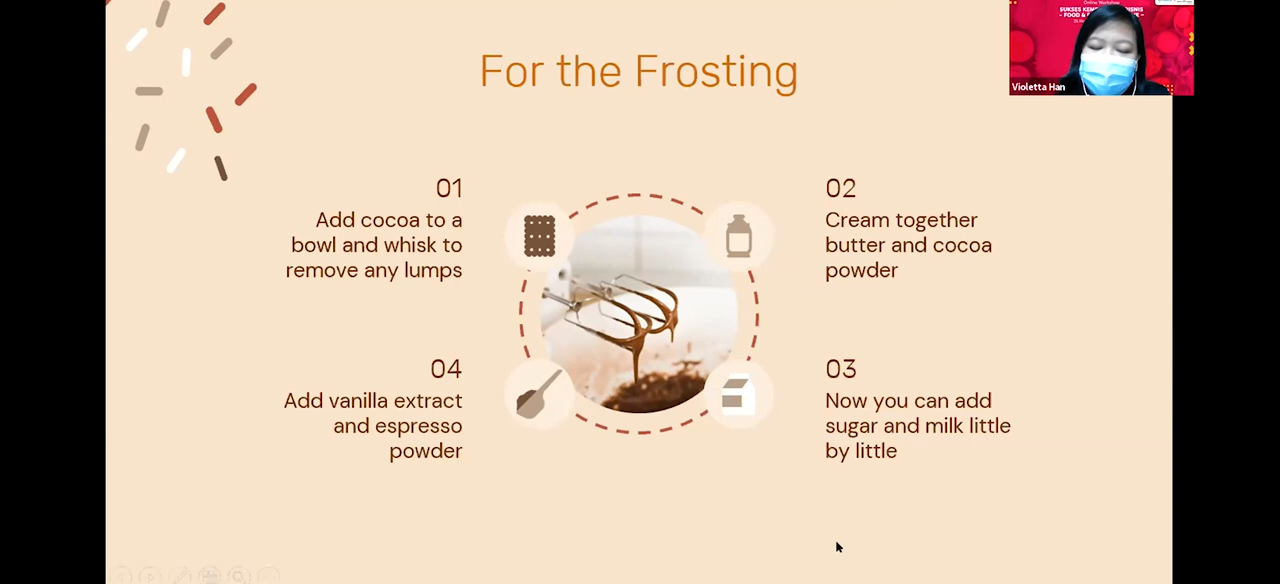 For the Frosting
Online Workshop
Violetta Han
01
Add cocoa to a
bowl and whisk to
remove any lumps
02
Cream together
butter and cocoa
powder
03
Now you can add
sugar and milk little
by little
04
Add vanilla extract
and espresso
powder